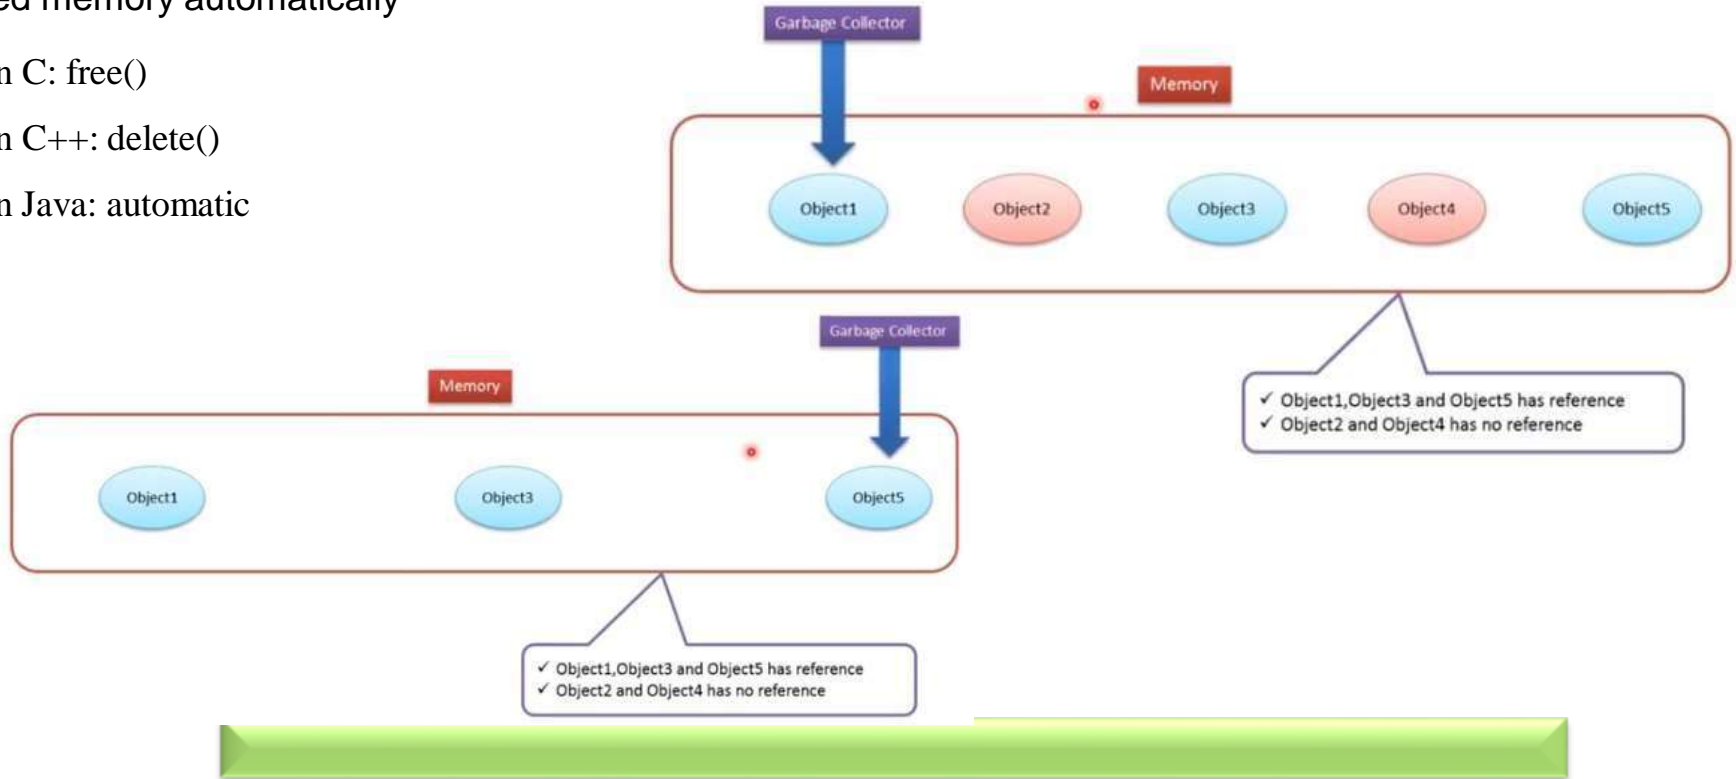 ed memory automatically
n C: free()
n C++: delete()
n Java: automatic
Garbage Collector
Memory
Object1 Object2 Object3 Object4 Object5
✓ Object1,Object3 and Object5 has reference
✓ Object2 and Object4 has no reference
Garbage Collector
Memory
Object1 Object3 Object5
✓ Object1,Object3 and Object5 has reference
✓ Object2 and Object4 has no reference